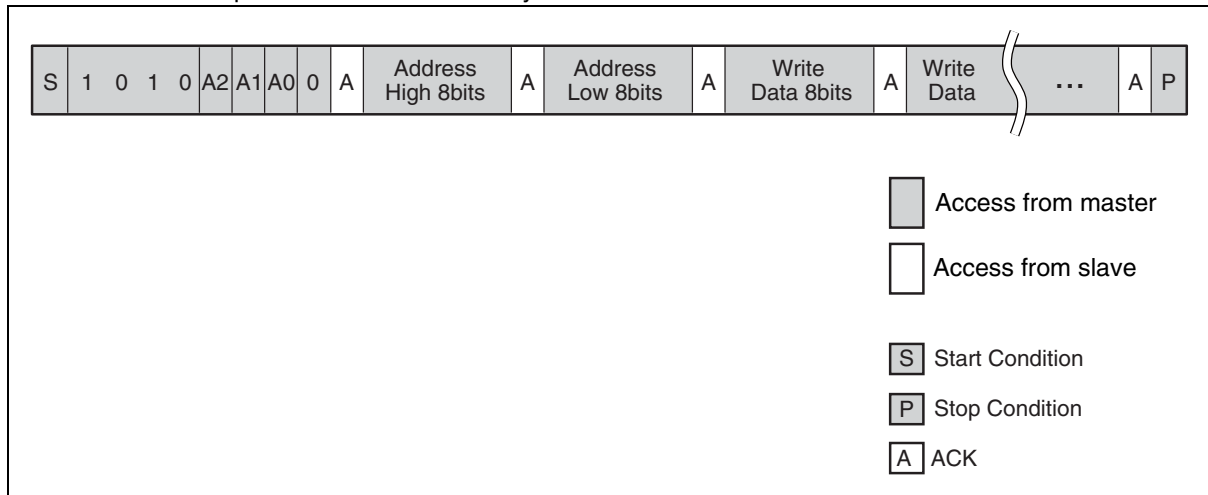 S 1 0 1 0 A2 A1 A0 0 A Address High 8bits A Address Low 8bits A Write Data 8bits A Write Data ... A P
Access from master
Access from slave
S Start Condition
P Stop Condition
A ACK